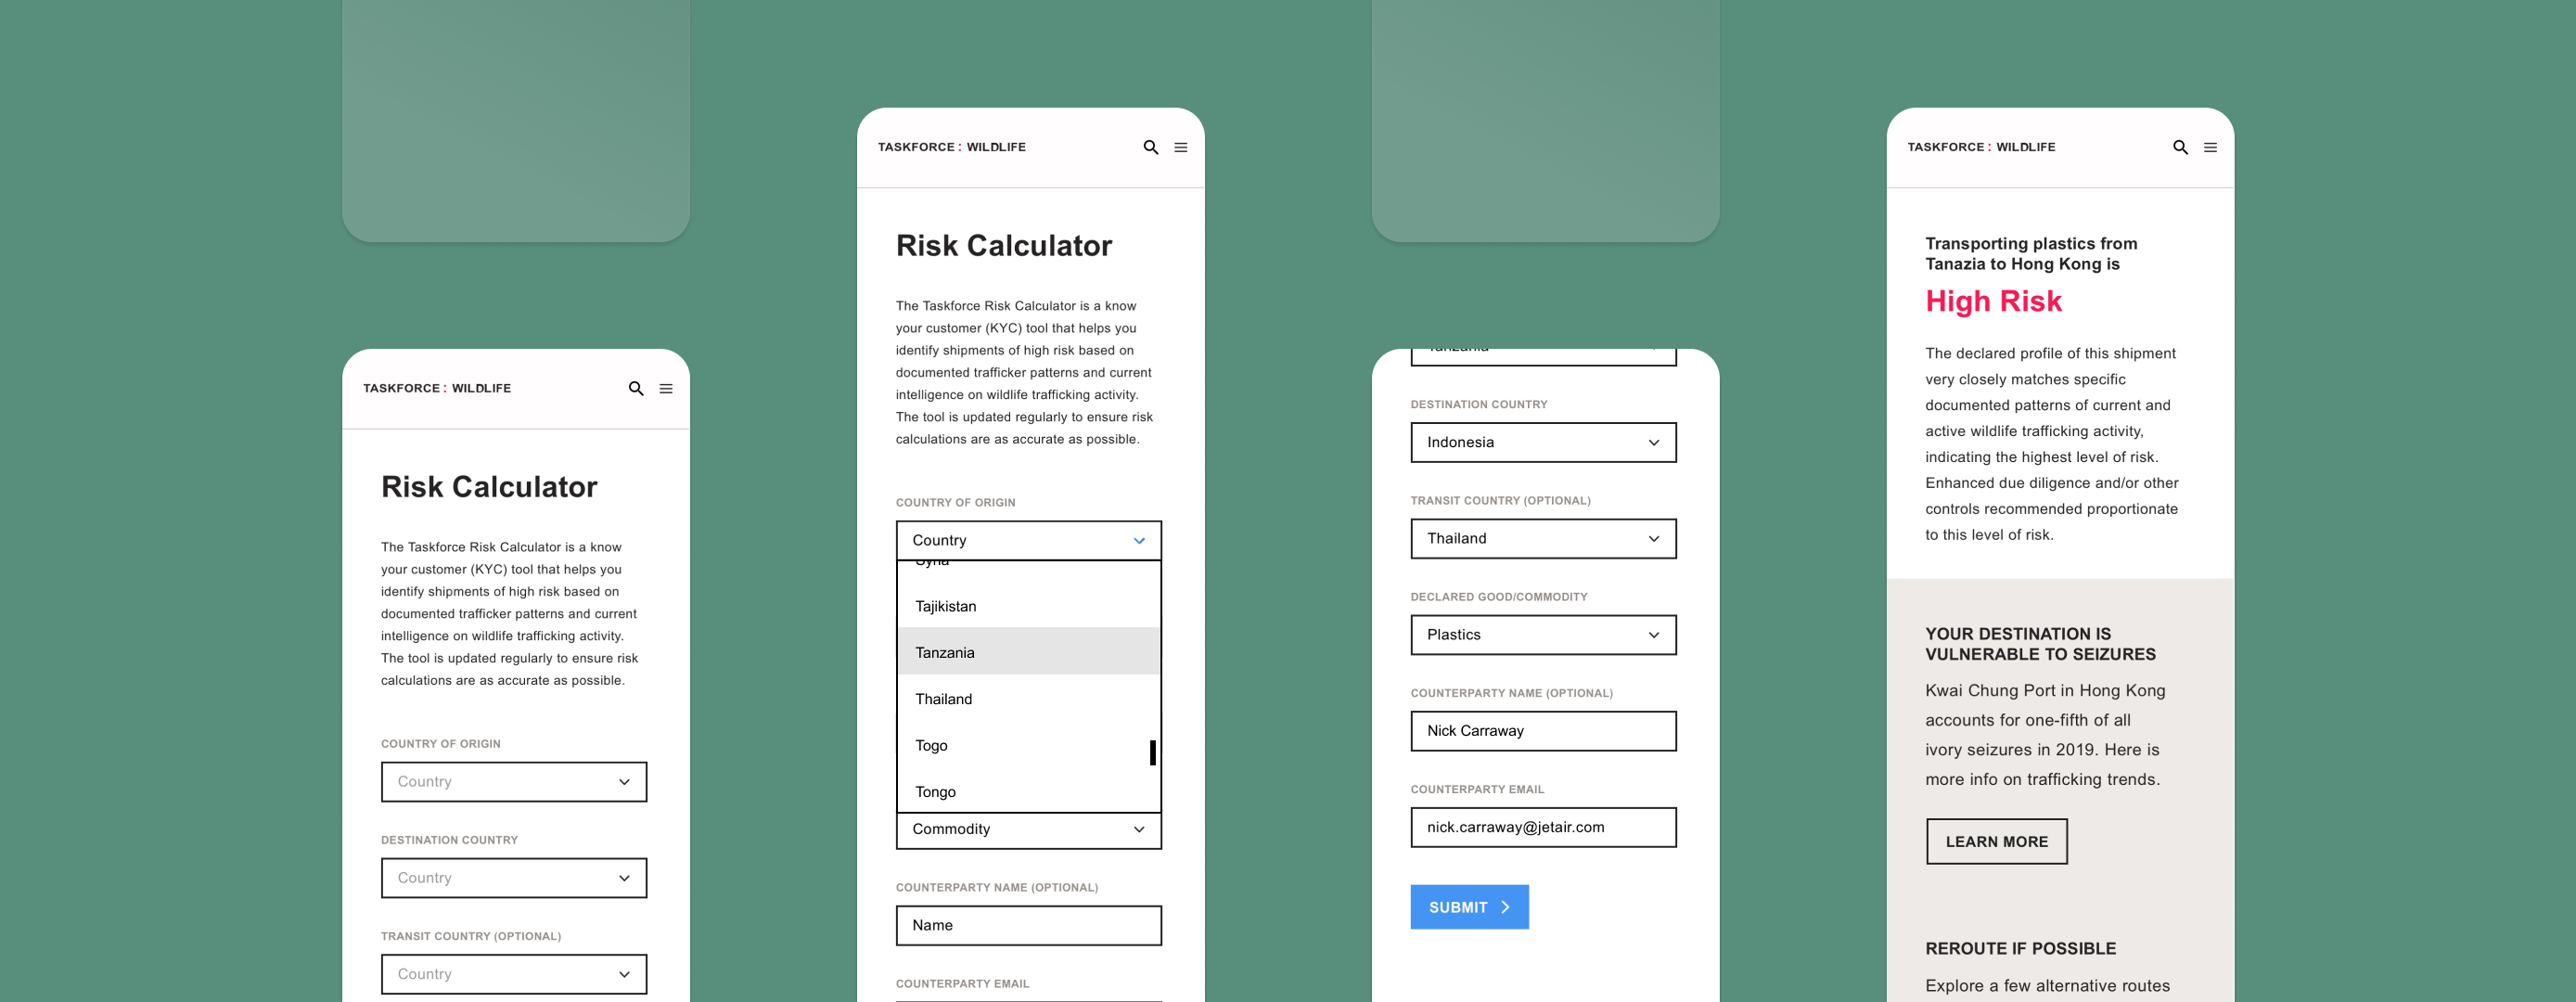 TASKFORCE : WILDLIFE
Risk Calculator
The Taskforce Risk Calculator is a know
your customer (KYC) tool that helps you
identify shipments of high risk based on
documented trafficker patterns and current
intelligence on wildlife trafficking activity.
The tool is updated regularly to ensure risk
calculations are as accurate as possible.
COUNTRY OF ORIGIN
Country
DESTINATION COUNTRY
Country
TRANSIT COUNTRY (OPTIONAL)
Country
TASKFORCE : WILDLIFE
Risk Calculator
The Taskforce Risk Calculator is a know
your customer (KYC) tool that helps you
identify shipments of high risk based on
documented trafficker patterns and current
intelligence on wildlife trafficking activity.
The tool is updated regularly to ensure risk
calculations are as accurate as possible.
COUNTRY OF ORIGIN
Country
Syria
Tajikistan
Tanzania
Thailand
Togo
Tongo
Commodity
COUNTERPARTY NAME (OPTIONAL)
Name
COUNTERPARTY EMAIL
Tanzania
DESTINATION COUNTRY
Indonesia
TRANSIT COUNTRY (OPTIONAL)
Thailand
DECLARED GOOD/COMMODITY
Plastics
COUNTERPARTY NAME (OPTIONAL)
Nick Carraway
COUNTERPARTY EMAIL
nick.carraway@jetair.com
SUBMIT
TASKFORCE : WILDLIFE
Transporting plastics from
Tanazia to Hong Kong is
High Risk
The declared profile of this shipment
very closely matches specific
documented patterns of current and
active wildlife trafficking activity,
indicating the highest level of risk.
Enhanced due diligence and/or other
controls recommended proportionate
to this level of risk.
YOUR DESTINATION IS
VULNERABLE TO SEIZURES
Kwai Chung Port in Hong Kong
accounts for one-fifth of all
ivory seizures in 2019. Here is
more info on trafficking trends.
LEARN MORE
REROUTE IF POSSIBLE
Explore a few alternative routes